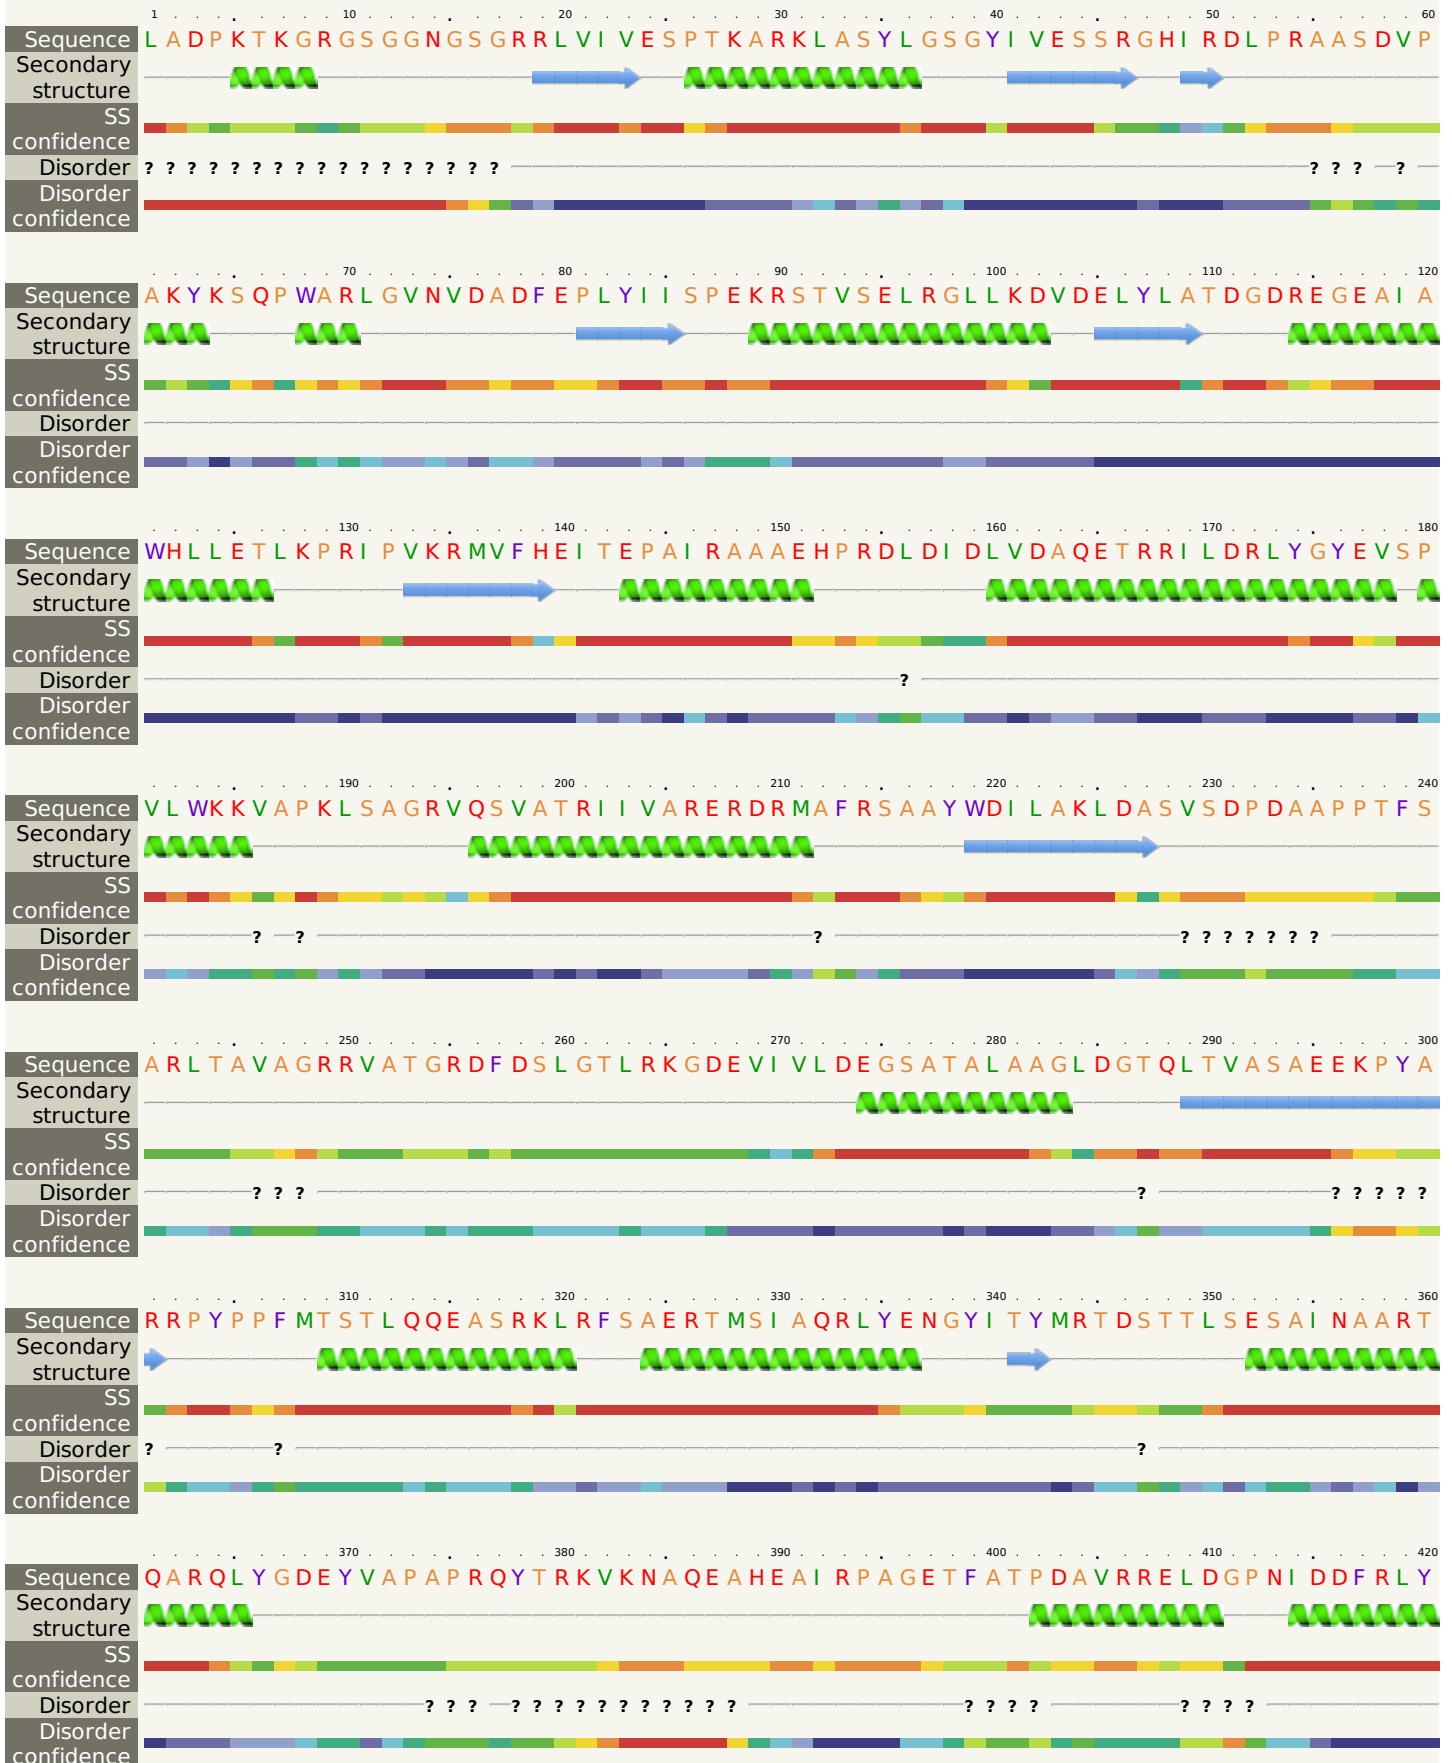 1 10 20 30 40 50 60
Sequence L A D P K T K G R G S G G N G S G R R L V I V E S P T K A R K L A S Y L G S G Y I V E S S R G H I R D L P R A A S D V P
Secondary
structure
SS
confidence
Disorder ? ? ? ? ? ? ? ? ? ? ? ? ? ? ? ? ? ? ? ? ?
Disorder
confidence
70 80 90 100 110 120
Sequence A K Y K S Q P W A R L G V N V D A D F E P L Y I I S P E K R S T V S E L R G L L K D V D E L Y L A T D G D R E G E A I A
Secondary
structure
SS
confidence
Disorder
Disorder
confidence
130 140 150 160 170 180
Sequence W H L L E T L K P R I P V K R M V F H E I T E P A I R A A A E H P R D L D I D L V D A Q E T R R I L D R L Y G Y E V S P
Secondary
structure
SS
confidence
Disorder ?
Disorder
confidence
190 200 210 220 230 240
Sequence V L W K K V A P K L S A G R V Q S V A T R I I V A R E R D R M A F R S A A Y W D I L A K L D A S V S D P D A A P P T F S
Secondary
structure
SS
confidence
Disorder ? ? ? ? ? ? ? ? ? ?
Disorder
confidence
250 260 270 280 290 300
Sequence A R L T A V A G R R V A T G R D F D S L G T L R K G D E V I V L D E G S A T A L A A G L D G T Q L T V A S A E E K P Y A
Secondary
structure
SS
confidence
Disorder ? ? ? ? ? ? ? ? ?
Disorder
confidence
310 320 330 340 350 360
Sequence R R P Y P P F M T S T L Q Q E A S R K L R F S A E R T M S I A Q R L Y E N G Y I T Y M R T D S T T L S E S A I N A A R T
Secondary
structure
SS
confidence
Disorder ? ? ?
Disorder
confidence
370 380 390 400 410 420
Sequence Q A R Q L Y G D E Y V A P A P R Q Y T R K V K N A Q E A H E A I R P A G E T F A T P D A V R R E L D G P N I D D F R L Y
Secondary
structure
SS
confidence
Disorder ? ? ? ? ? ? ? ? ? ? ? ? ? ? ? ? ? ? ? ? ? ?
Disorder
confidence